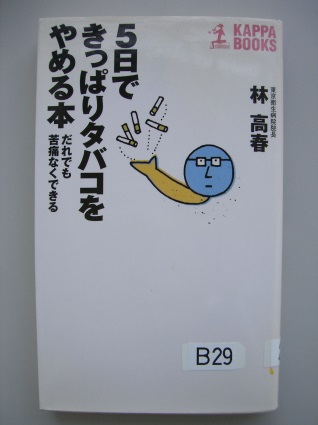 KAPPA
BOOKS
5日で
きっぱりタバコを
やめる本
だれでも
苦痛なくできる
東京衛生病院院長
林 高春
B29